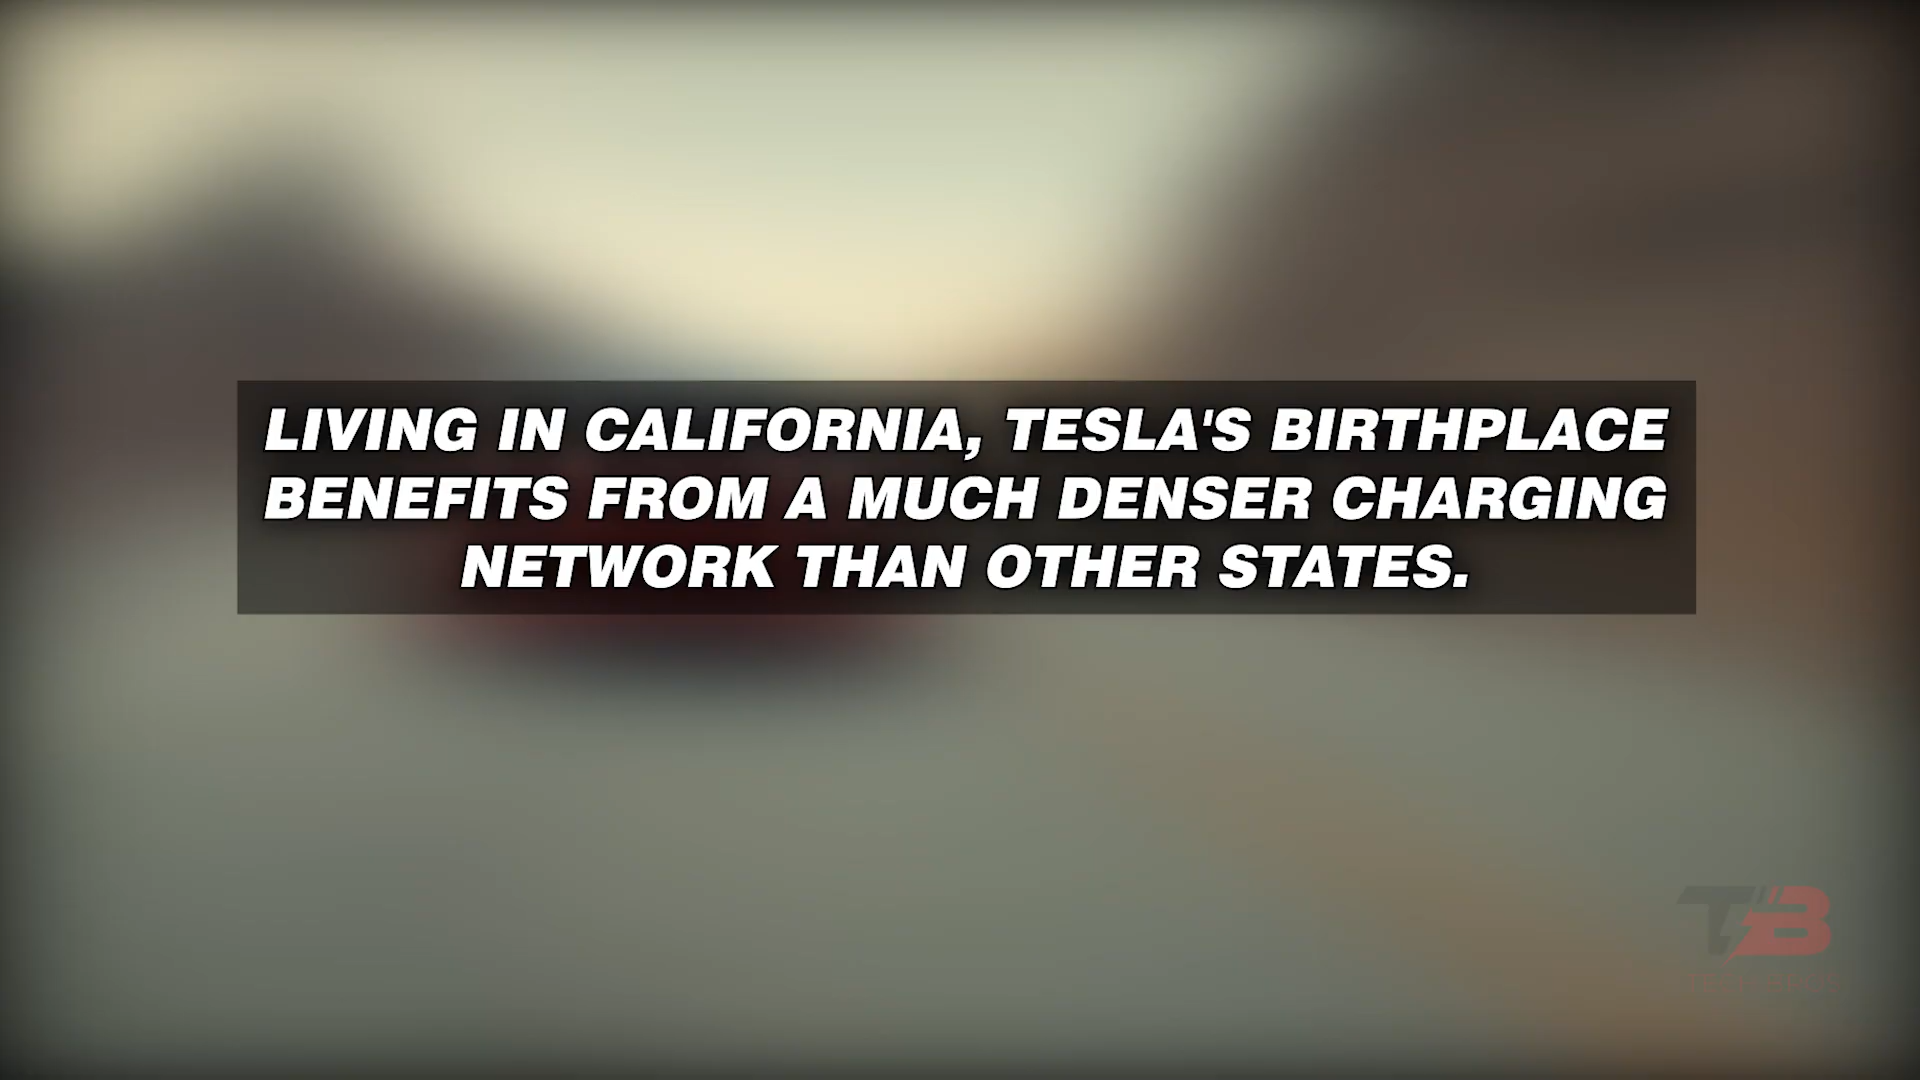 LIVING IN CALIFORNIA, TESLA'S BIRTHPLACE
BENEFITS FROM A MUCH DENSER CHARGING
NETWORK THAN OTHER STATES.
TB